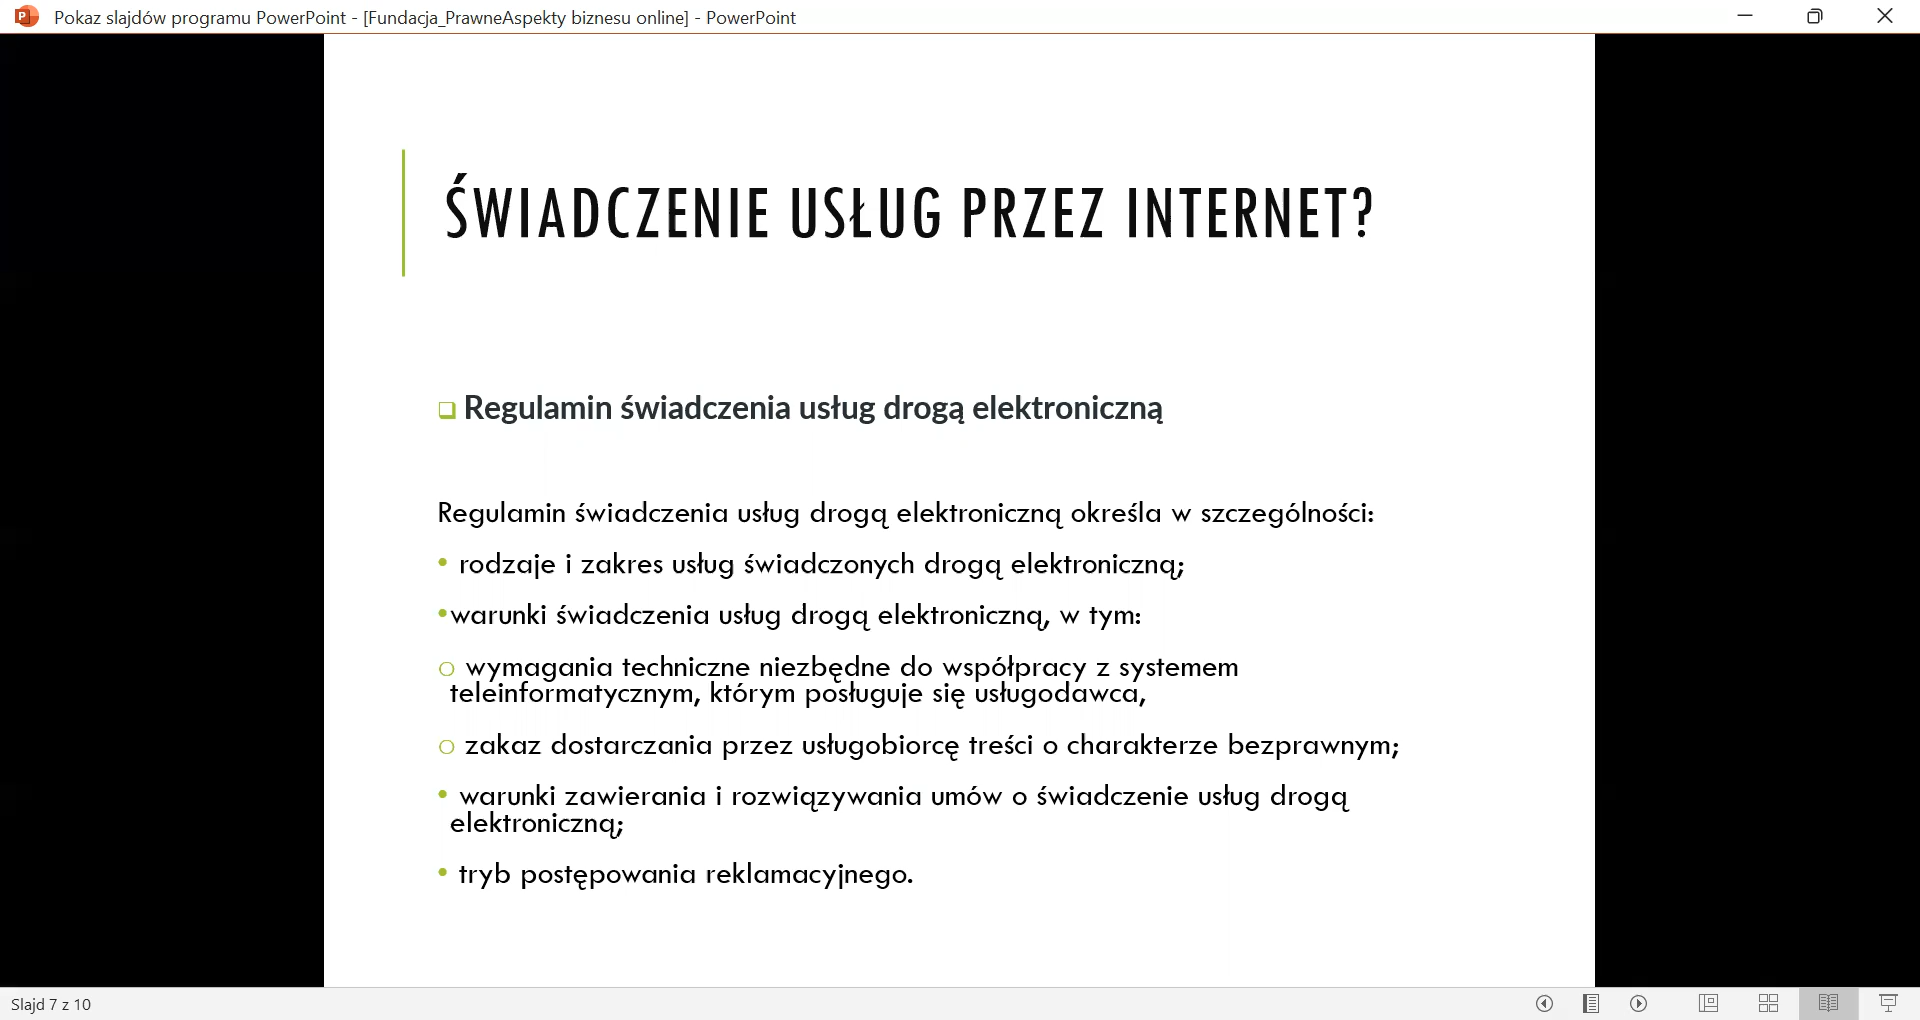 Pokaz slajdów programu PowerPoint - [Fundacja_PrawneAspekty biznesu online] - PowerPoint
ŚWIADCZENIE USŁUG PRZEZ INTERNET?
❑ Regulamin świadczenia usług drogą elektroniczną
Regulamin świadczenia usług drogą elektroniczną określa w szczególności:
• rodzaje i zakres usług świadczonych drogą elektroniczną;
•warunki świadczenia usług drogą elektroniczną, w tym:
o wymagania techniczne niezbędne do współpracy z systemem
teleinformatycznym, którym posługuje się usługodawca,
o zakaz dostarczania przez usługobiorcę treści o charakterze bezprawnym;
• warunki zawierania i rozwiązywania umów o świadczenie usług drogą
elektroniczną;
• tryb postępowania reklamacyjnego.
Slajd 7 z 10